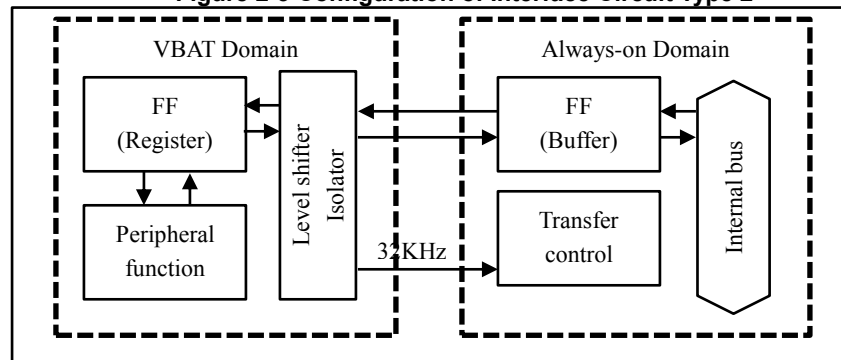 Figure 2-3 Configuration of Interface Circuit Type 2
VBAT Domain
Always-on Domain
FF
(Register)
Peripheral
function
Level shifter
Isolator
32KHz
FF
(Buffer)
Transfer
control
Internal bus